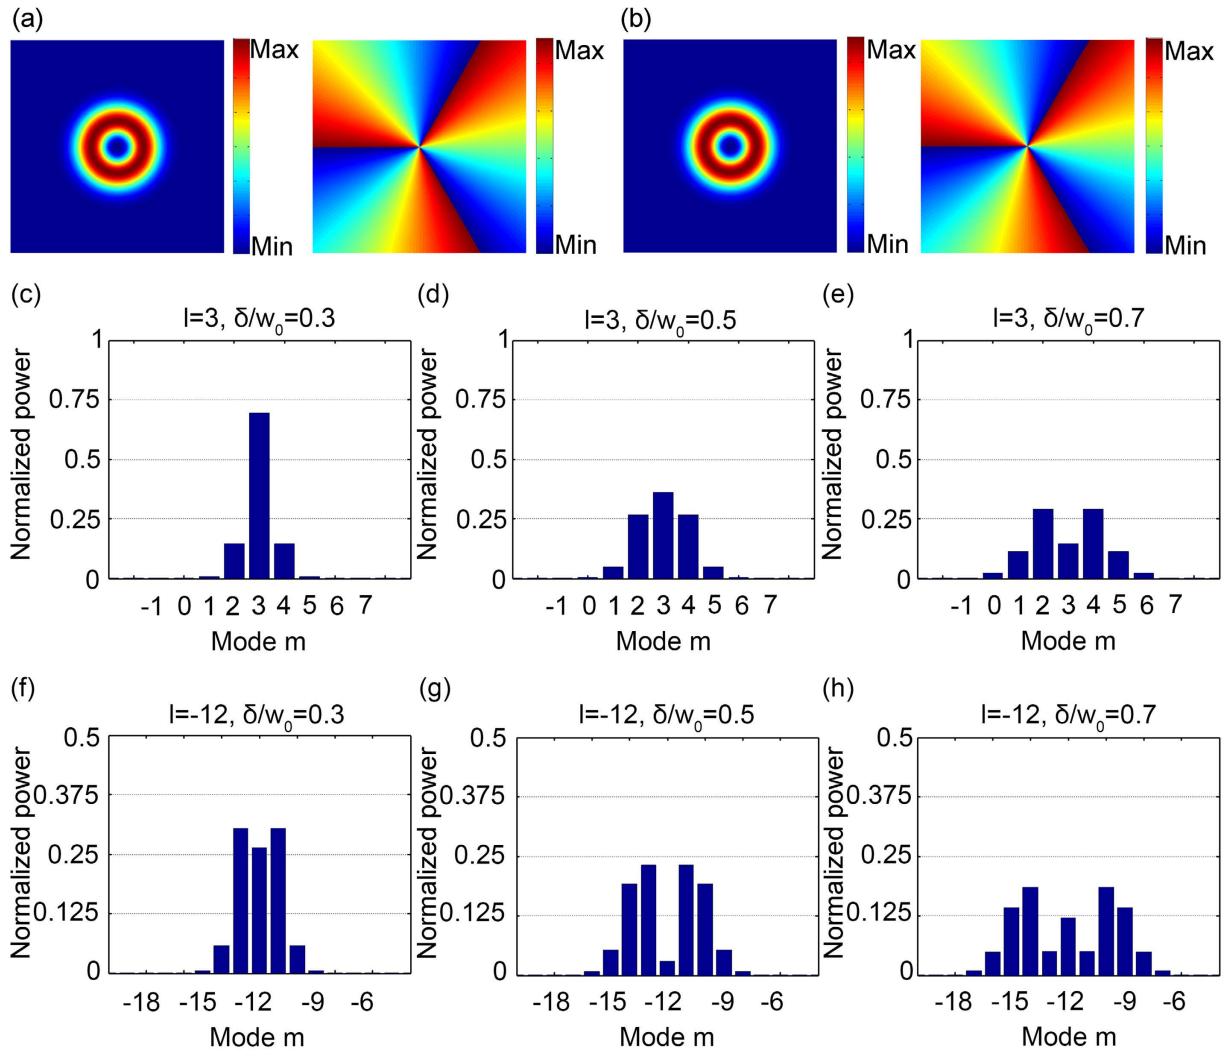 (a)
Max
Min
Max
Min
(b)
Max
Min
Max
Min
(c)
l=3, δ/w0=0.3
Normalized power
1
0.75
0.5
0.25
0
-1 0 1 2 3 4 5 6 7
Mode m
(d)
l=3, δ/w0=0.5
Normalized power
1
0.75
0.5
0.25
0
-1 0 1 2 3 4 5 6 7
Mode m
(e)
l=3, δ/w0=0.7
Normalized power
1
0.75
0.5
0.25
0
-1 0 1 2 3 4 5 6 7
Mode m
(f)
l=-12, δ/w0=0.3
Normalized power
0.5
0.375
0.25
0.125
0
-18 -15 -12 -9 -6
Mode m
(g)
l=-12, δ/w0=0.5
Normalized power
0.5
0.375
0.25
0.125
0
-18 -15 -12 -9 -6
Mode m
(h)
l=-12, δ/w0=0.7
Normalized power
0.5
0.375
0.25
0.125
0
-18 -15 -12 -9 -6
Mode m